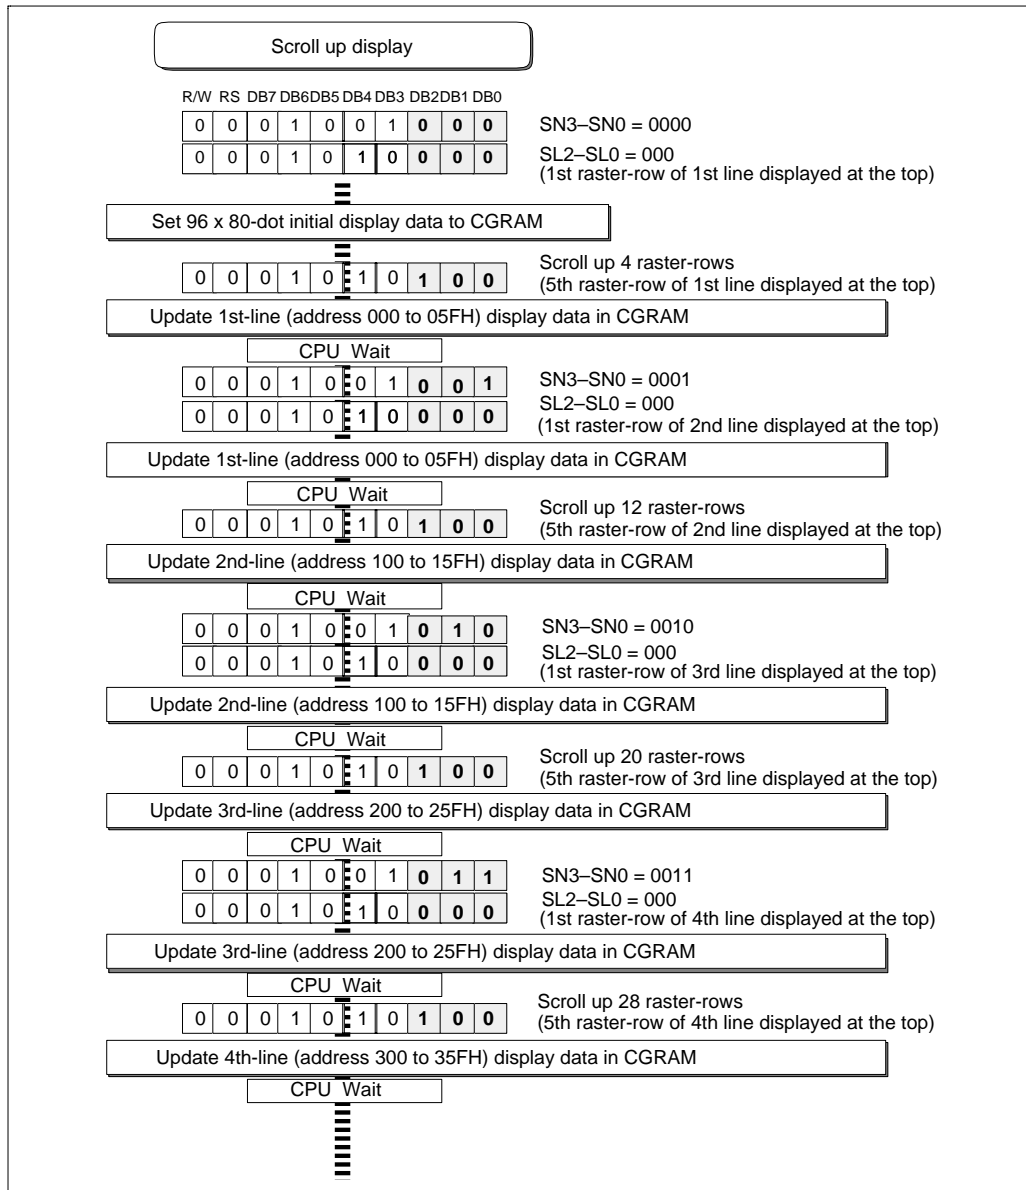 Scroll up display
R/W RS DB7 DB6 DB5 DB4 DB3 DB2 DB1 DB0
0 0 0 1 0 0 1 0 0 0
SN3–SN0 = 0000
0 0 0 1 0 1 0 0 0 0
SL2–SL0 = 000
(1st raster-row of 1st line displayed at the top)
Set 96 x 80-dot initial display data to CGRAM
0 0 0 1 0 1 0 1 0 0
Scroll up 4 raster-rows
(5th raster-row of 1st line displayed at the top)
Update 1st-line (address 000 to 05FH) display data in CGRAM
CPU Wait
0 0 0 1 0 0 1 0 0 1
SN3–SN0 = 0001
0 0 0 1 0 1 0 0 0 0
SL2–SL0 = 000
(1st raster-row of 2nd line displayed at the top)
Update 1st-line (address 000 to 05FH) display data in CGRAM
CPU Wait
0 0 0 1 0 1 0 1 0 0
Scroll up 12 raster-rows
(5th raster-row of 2nd line displayed at the top)
Update 2nd-line (address 100 to 15FH) display data in CGRAM
CPU Wait
0 0 0 1 0 0 1 0 1 0
SN3–SN0 = 0010
0 0 0 1 0 1 0 0 0 0
SL2–SL0 = 000
(1st raster-row of 3rd line displayed at the top)
Update 2nd-line (address 100 to 15FH) display data in CGRAM
CPU Wait
0 0 0 1 0 1 0 1 0 0
Scroll up 20 raster-rows
(5th raster-row of 3rd line displayed at the top)
Update 3rd-line (address 200 to 25FH) display data in CGRAM
CPU Wait
0 0 0 1 0 0 1 0 1 1
SN3–SN0 = 0011
0 0 0 1 0 1 0 0 0 0
SL2–SL0 = 000
(1st raster-row of 4th line displayed at the top)
Update 3rd-line (address 200 to 25FH) display data in CGRAM
CPU Wait
0 0 0 1 0 1 0 1 0 0
Scroll up 28 raster-rows
(5th raster-row of 4th line displayed at the top)
Update 4th-line (address 300 to 35FH) display data in CGRAM
CPU Wait